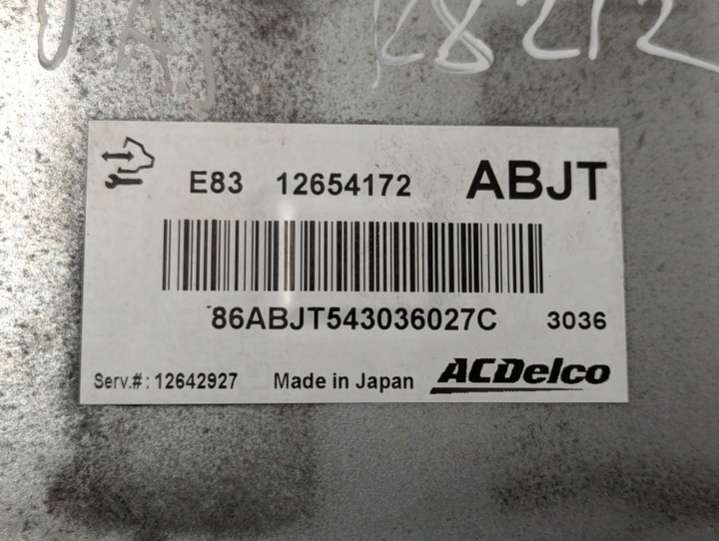 E83 12654172 ABJT
86ABJT543036027C 3036
Serv.#: 12642927 Made in Japan ACDelco